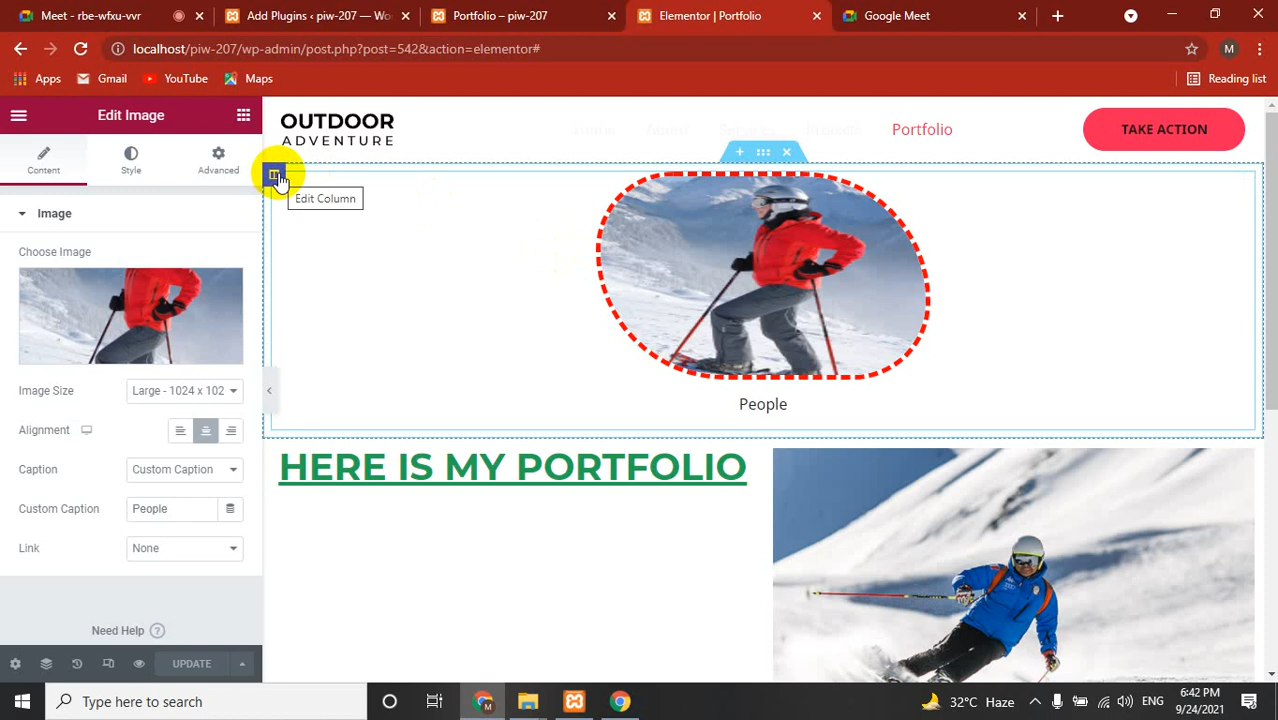 Meet - rbe-wfxu-vvr
Add Plugins ‹ piw-207 — Wo
Portfolio – piw-207
Elementor | Portfolio
Google Meet
localhost/piw-207/wp-admin/post.php?post=542&action=elementor#
M
Apps
Gmail
YouTube
Maps
Reading list
Edit Image
OUTDOOR
ADVENTURE
Home
About
Portfolio
TAKE ACTION
Content
Style
Advanced
Edit Column
Image
Choose Image
Image Size
Large - 1024 x 102
Alignment
Caption
Custom Caption
Custom Caption
People
Link
None
People
HERE IS MY PORTFOLIO
Need Help
UPDATE
Type here to search
32°C Haze
ENG
6:42 PM
9/24/2021